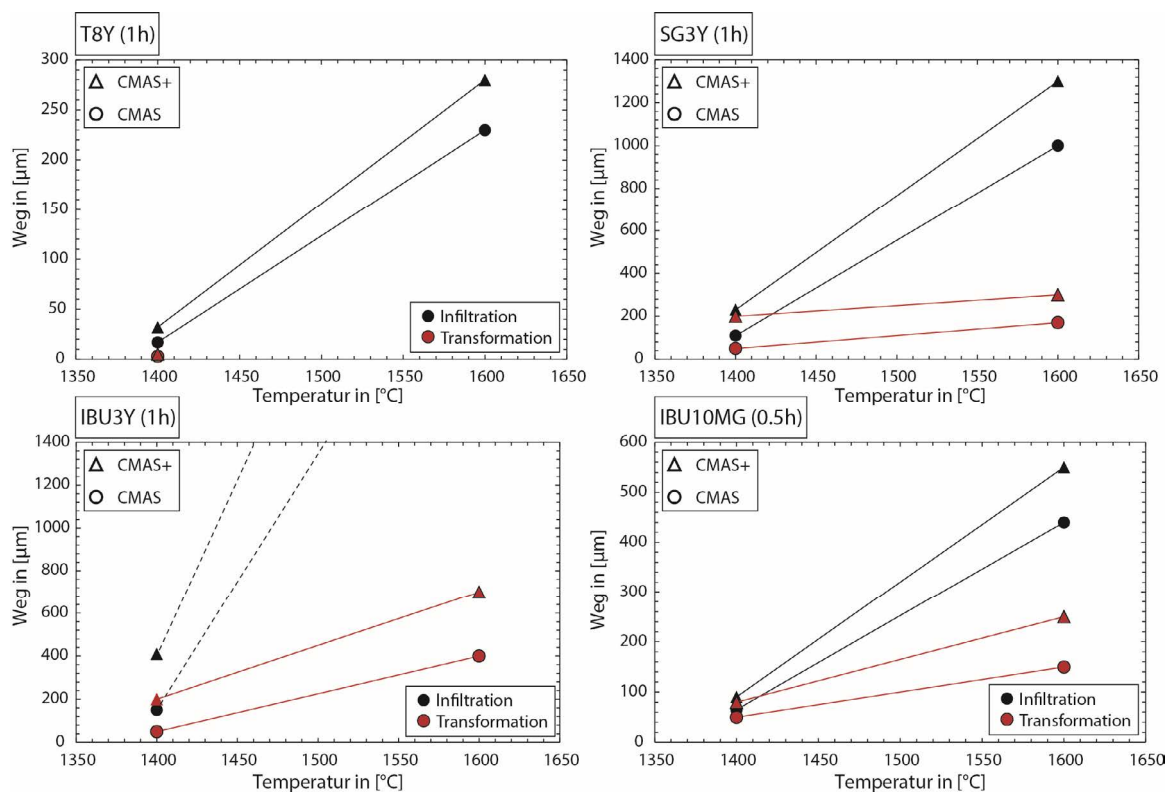 T8Y (1h)
300
250
200
150
100
50
0
Weg in [µm]
CMAS+
CMAS
Infiltration
Transformation
1350 1400 1450 1500 1550 1600 1650
Temperatur in [°C]
SG3Y (1h)
1400
1200
1000
800
600
400
200
0
Weg in [µm]
CMAS+
CMAS
1350 1400 1450 1500 1550 1600 1650
Temperatur in [°C]
IBU3Y (1h)
1400
1200
1000
800
600
400
200
0
Weg in [µm]
CMAS+
CMAS
Infiltration
Transformation
1350 1400 1450 1500 1550 1600 1650
Temperatur in [°C]
IBU10MG (0.5h)
600
500
400
300
200
100
0
Weg in [µm]
CMAS+
CMAS
Infiltration
Transformation
1350 1400 1450 1500 1550 1600 1650
Temperatur in [°C]